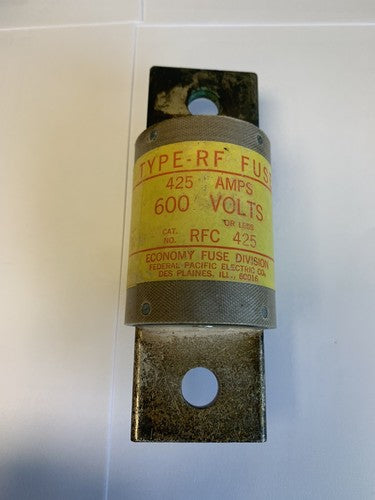 TYPE-RF FUSE
425 AMPS
600 VOLTS
OR LESS
CAT. NO. RFC 425
ECONOMY FUSE DIVISION
FEDERAL PACIFIC ELECTRIC CO.
DES PLAINES, ILL., 60016